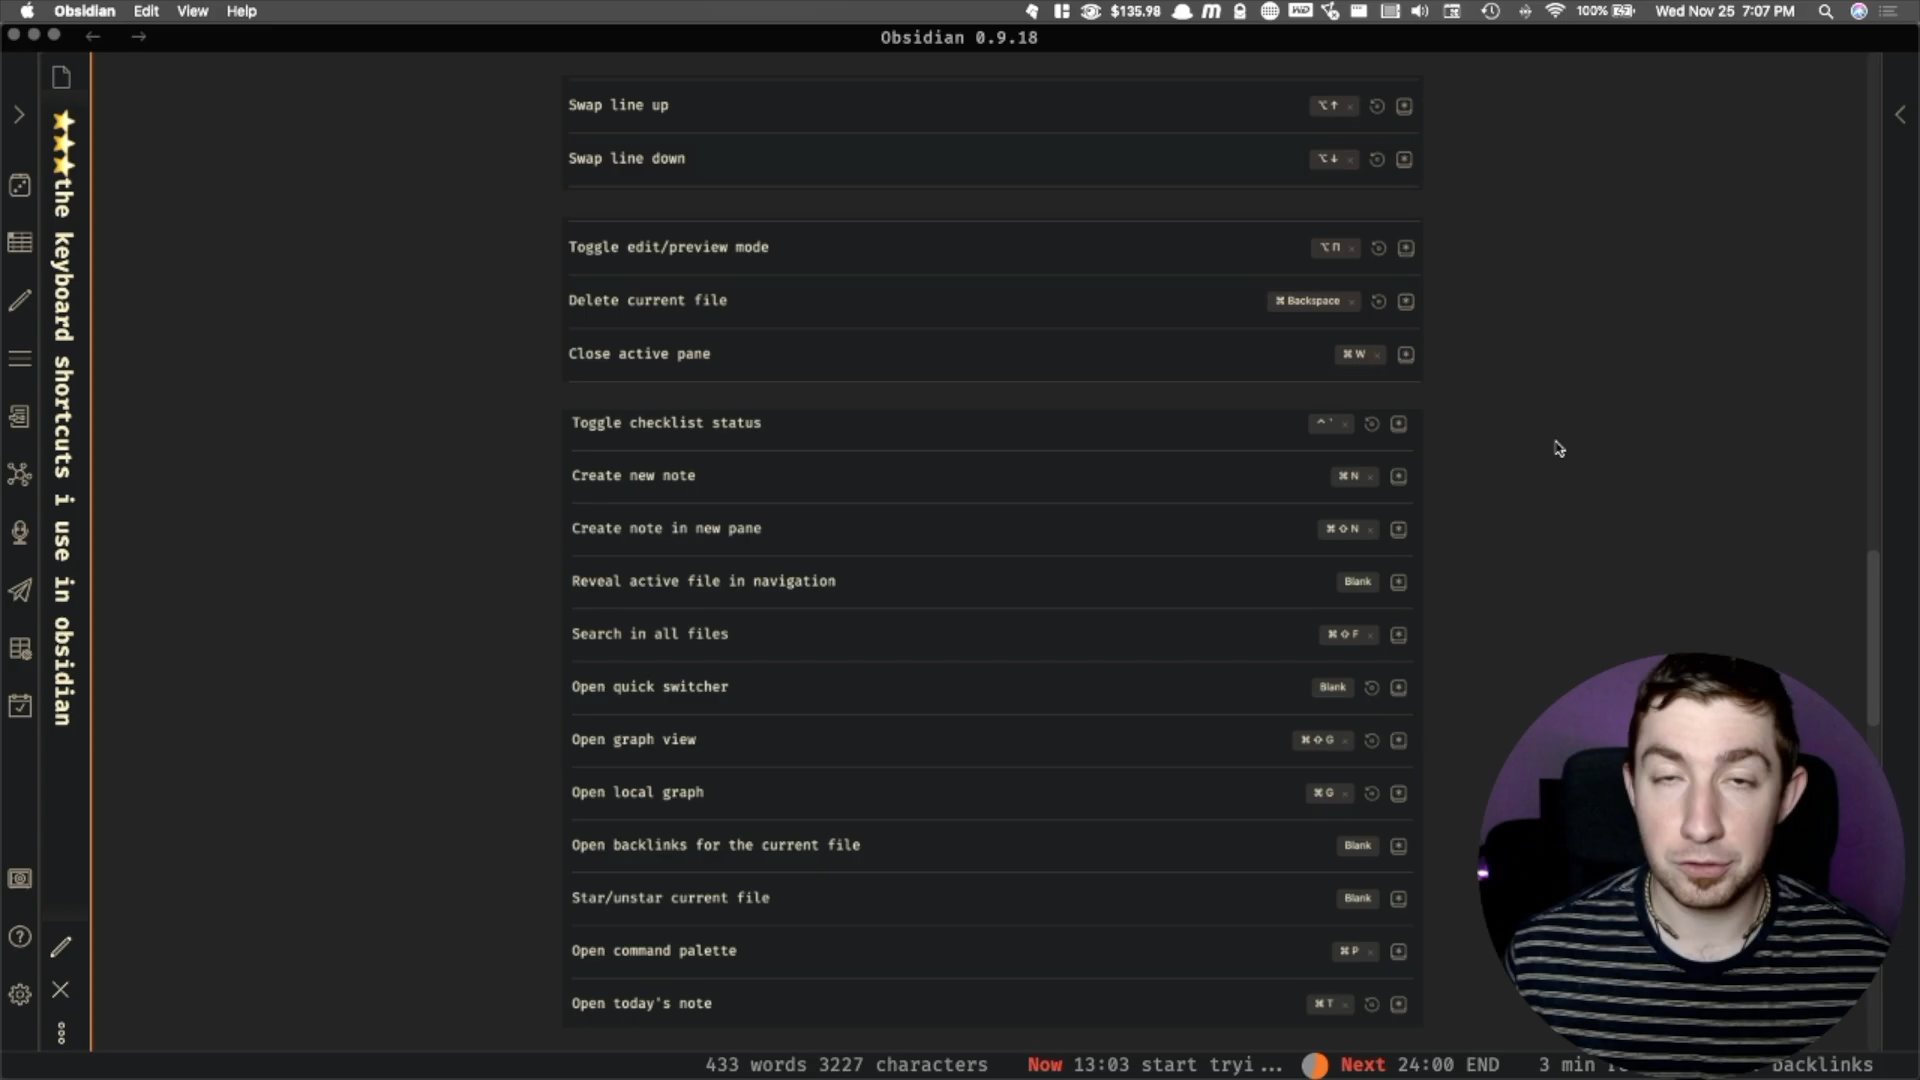 Obsidian Edit View Help $135.98 100% Wed Nov 25 7:07 PM
Obsidian 0.9.18
⭐⭐⭐the keyboard shortcuts i use in obsidian
Swap line up ⌥↑ ×
Swap line down ⌥↓ ×
Toggle edit/preview mode ⌥Π ×
Delete current file ⌘ Backspace ×
Close active pane ⌘ W ×
Toggle checklist status ^ ` ×
Create new note ⌘ N ×
Create note in new pane ⌘ ⇧ N ×
Reveal active file in navigation Blank
Search in all files ⌘ ⇧ F ×
Open quick switcher Blank
Open graph view ⌘ ⇧ G ×
Open local graph ⌘ G ×
Open backlinks for the current file Blank
Star/unstar current file Blank
Open command palette ⌘ P ×
Open today's note ⌘ T ×
433 words 3227 characters Now 13:03 start tryi... Next 24:00 END 3 min backlinks